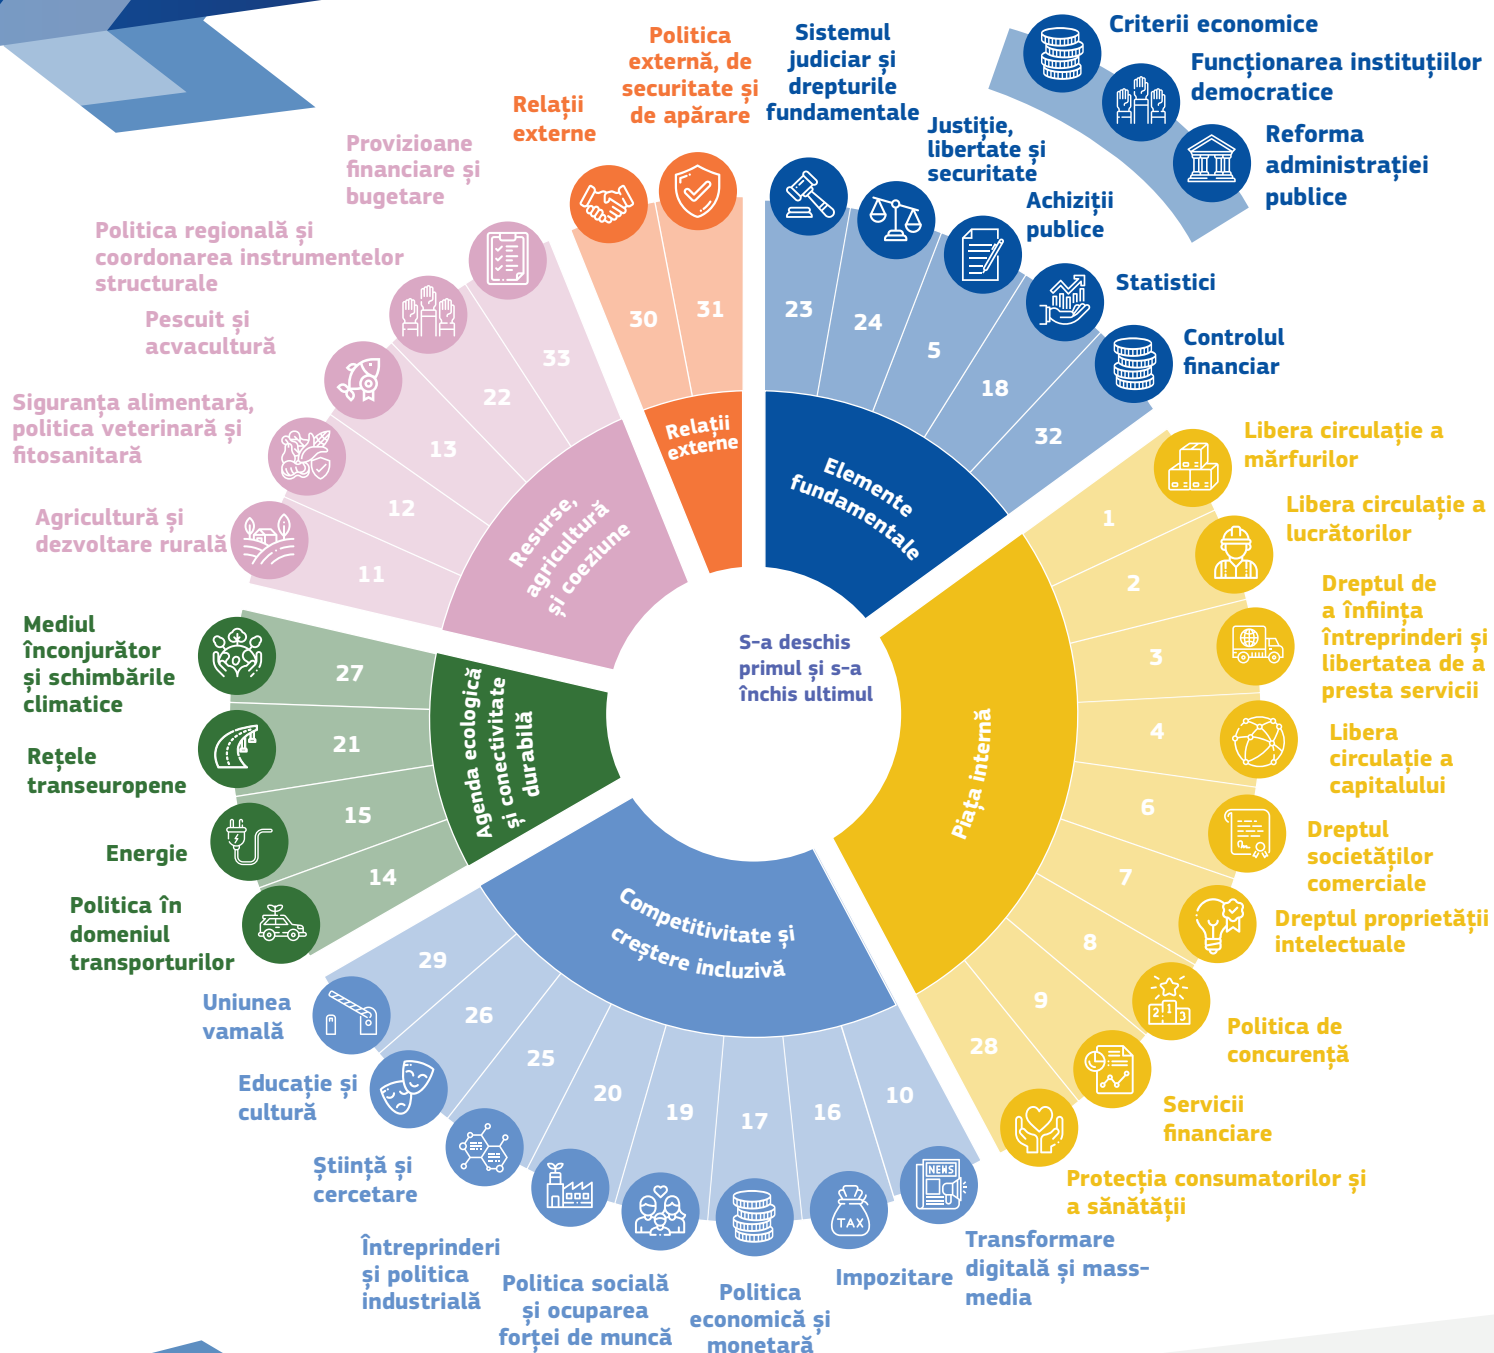 Criterii economice
Funcționarea instituțiilor
democratice
Reforma
administrației
publice
Sistemul
judiciar și
drepturile
fundamentale
Justiție,
libertate și
securitate
Achiziții
publice
Statistici
Controlul
financiar
23
24
5
18
32
Elemente
fundamentale
Libera circulație a
mărfurilor
Libera circulație a
lucrătorilor
Dreptul de
a înființa
întreprinderi și
libertatea de a
presta servicii
Libera
circulație a
capitalului
Dreptul
societăților
comerciale
Dreptul proprietății
intelectuale
Politica de
concurență
Servicii
financiare
Protecția consumatorilor și
a sănătății
1
2
3
4
6
7
8
9
28
Piața internă
1
2
3
Transformare
digitală și mass-
media
Impozitare
Politica
economică și
monetară
Politica socială
și ocuparea
forței de muncă
Întreprinderi
și politica
industrială
Știință și
cercetare
Educație și
cultură
Uniunea
vamală
10
16
17
19
20
25
26
29
NEWS
TAX
Competitivitate și
creștere incluzivă
Politica în
domeniul
transporturilor
Energie
Rețele
transeuropene
Mediul
înconjurător
și schimbările
climatice
14
15
21
27
Agenda ecologică
și conectivitate
durabilă
Agricultură și
dezvoltare rurală
Siguranța alimentară,
politica veterinară și
fitosanitară
Pescuit și
acvacultură
Politica regională și
coordonarea instrumentelor
structurale
Provizioane
financiare și
bugetare
11
12
13
22
33
Resurse,
agricultură
și coeziune
Relații
externe
Politica
externă, de
securitate și
de apărare
30
31
Relații
externe
S-a deschis
primul și s-a
închis ultimul